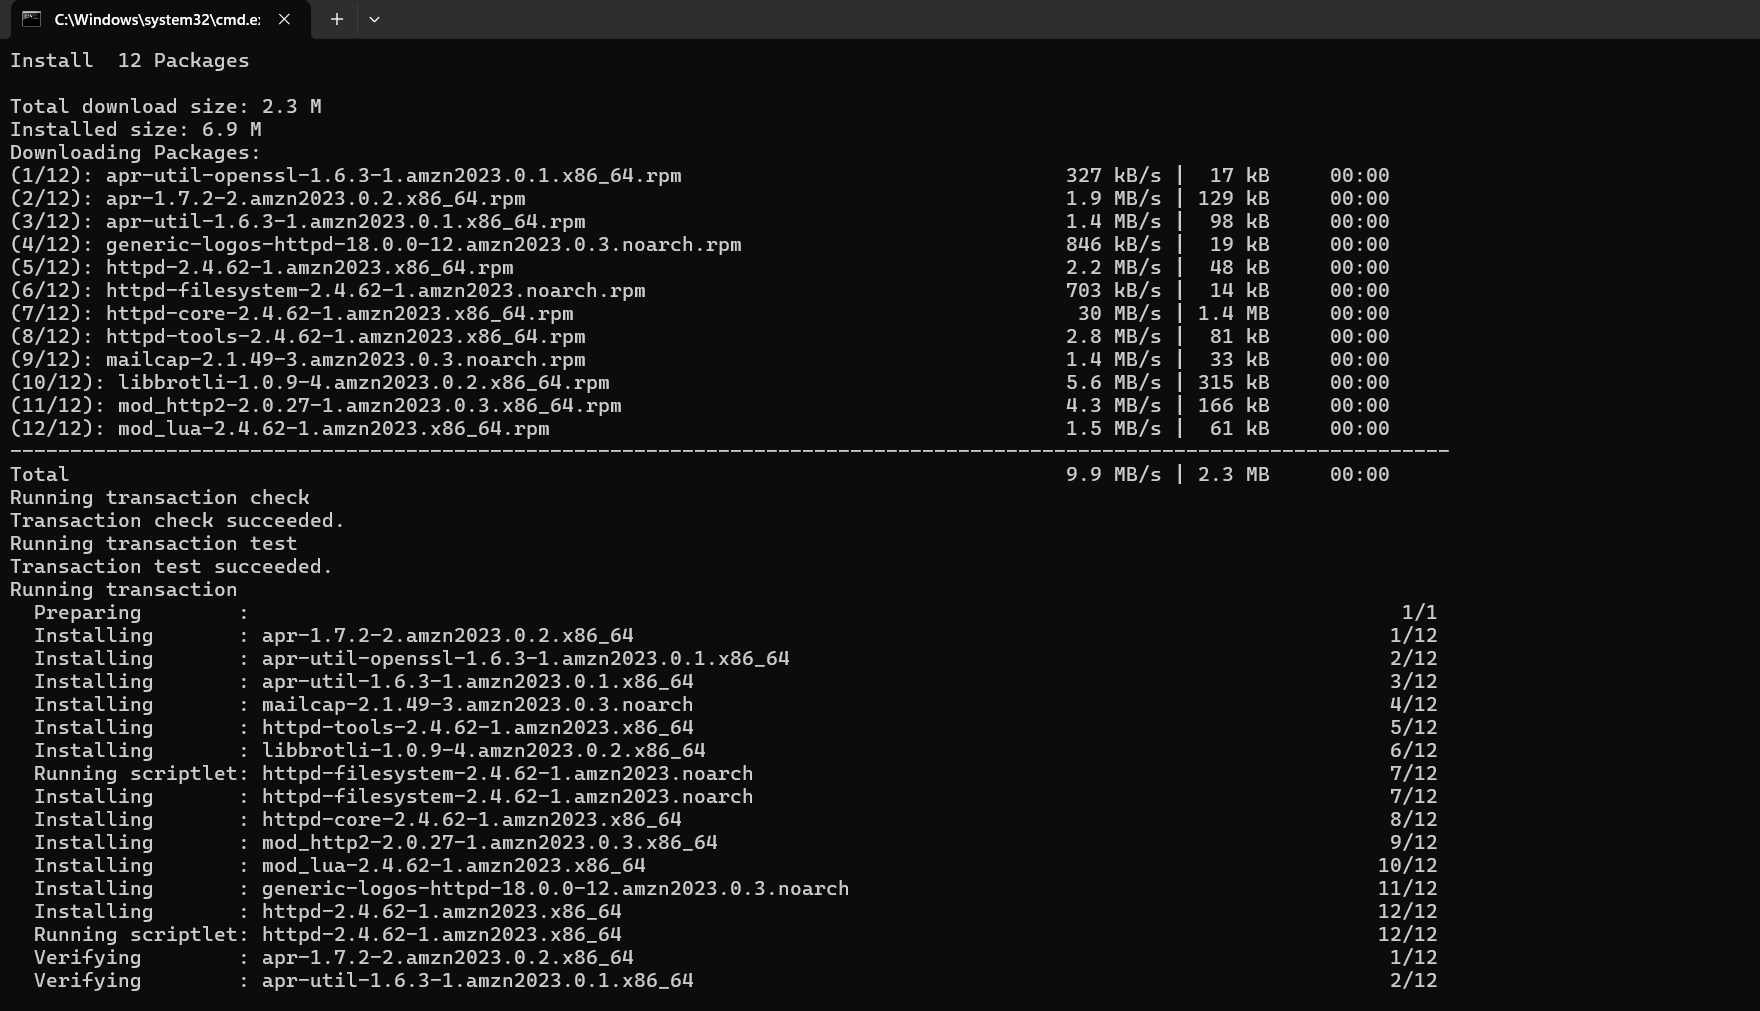 C:\Windows\system32\cmd.e
Install  12 Packages
Total download size: 2.3 M
Installed size: 6.9 M
Downloading Packages:
(1/12): apr-util-openssl-1.6.3-1.amzn2023.0.1.x86_64.rpm 327 kB/s |  17 kB     00:00
(2/12): apr-1.7.2-2.amzn2023.0.2.x86_64.rpm 1.9 MB/s | 129 kB     00:00
(3/12): apr-util-1.6.3-1.amzn2023.0.1.x86_64.rpm 1.4 MB/s |  98 kB     00:00
(4/12): generic-logos-httpd-18.0.0-12.amzn2023.0.3.noarch.rpm 846 kB/s |  19 kB     00:00
(5/12): httpd-2.4.62-1.amzn2023.x86_64.rpm 2.2 MB/s |  48 kB     00:00
(6/12): httpd-filesystem-2.4.62-1.amzn2023.noarch.rpm 703 kB/s |  14 kB     00:00
(7/12): httpd-core-2.4.62-1.amzn2023.x86_64.rpm 30 MB/s | 1.4 MB     00:00
(8/12): httpd-tools-2.4.62-1.amzn2023.x86_64.rpm 2.8 MB/s |  81 kB     00:00
(9/12): mailcap-2.1.49-3.amzn2023.0.3.noarch.rpm 1.4 MB/s |  33 kB     00:00
(10/12): libbrotli-1.0.9-4.amzn2023.0.2.x86_64.rpm 5.6 MB/s | 315 kB     00:00
(11/12): mod_http2-2.0.27-1.amzn2023.0.3.x86_64.rpm 4.3 MB/s | 166 kB     00:00
(12/12): mod_lua-2.4.62-1.amzn2023.x86_64.rpm 1.5 MB/s |  61 kB     00:00
------------------------------------------------------------------------------------------------------------------------
Total 9.9 MB/s | 2.3 MB     00:00
Running transaction check
Transaction check succeeded.
Running transaction test
Transaction test succeeded.
Running transaction
  Preparing        : 1/1
  Installing       : apr-1.7.2-2.amzn2023.0.2.x86_64 1/12
  Installing       : apr-util-openssl-1.6.3-1.amzn2023.0.1.x86_64 2/12
  Installing       : apr-util-1.6.3-1.amzn2023.0.1.x86_64 3/12
  Installing       : mailcap-2.1.49-3.amzn2023.0.3.noarch 4/12
  Installing       : httpd-tools-2.4.62-1.amzn2023.x86_64 5/12
  Installing       : libbrotli-1.0.9-4.amzn2023.0.2.x86_64 6/12
  Running scriptlet: httpd-filesystem-2.4.62-1.amzn2023.noarch 7/12
  Installing       : httpd-filesystem-2.4.62-1.amzn2023.noarch 7/12
  Installing       : httpd-core-2.4.62-1.amzn2023.x86_64 8/12
  Installing       : mod_http2-2.0.27-1.amzn2023.0.3.x86_64 9/12
  Installing       : mod_lua-2.4.62-1.amzn2023.x86_64 10/12
  Installing       : generic-logos-httpd-18.0.0-12.amzn2023.0.3.noarch 11/12
  Installing       : httpd-2.4.62-1.amzn2023.x86_64 12/12
  Running scriptlet: httpd-2.4.62-1.amzn2023.x86_64 12/12
  Verifying        : apr-1.7.2-2.amzn2023.0.2.x86_64 1/12
  Verifying        : apr-util-1.6.3-1.amzn2023.0.1.x86_64 2/12